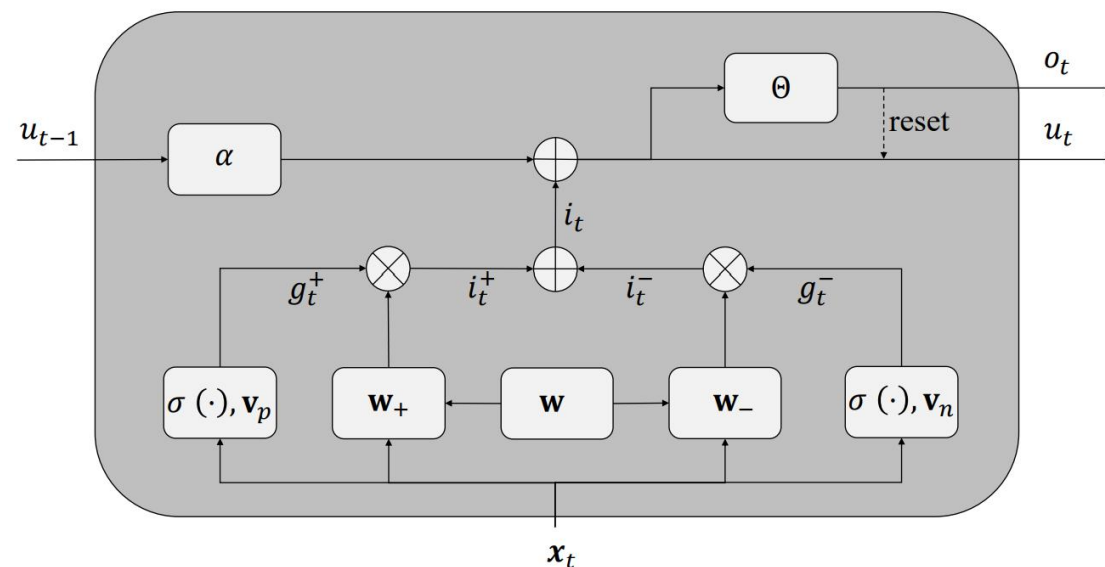 o_t
Θ
reset
u_{t−1}
α
u_t
i_t
g_t^+
i_t^+
i_t^−
g_t^−
σ (·), v_p
w_+
w
w_−
σ (·), v_n
x_t